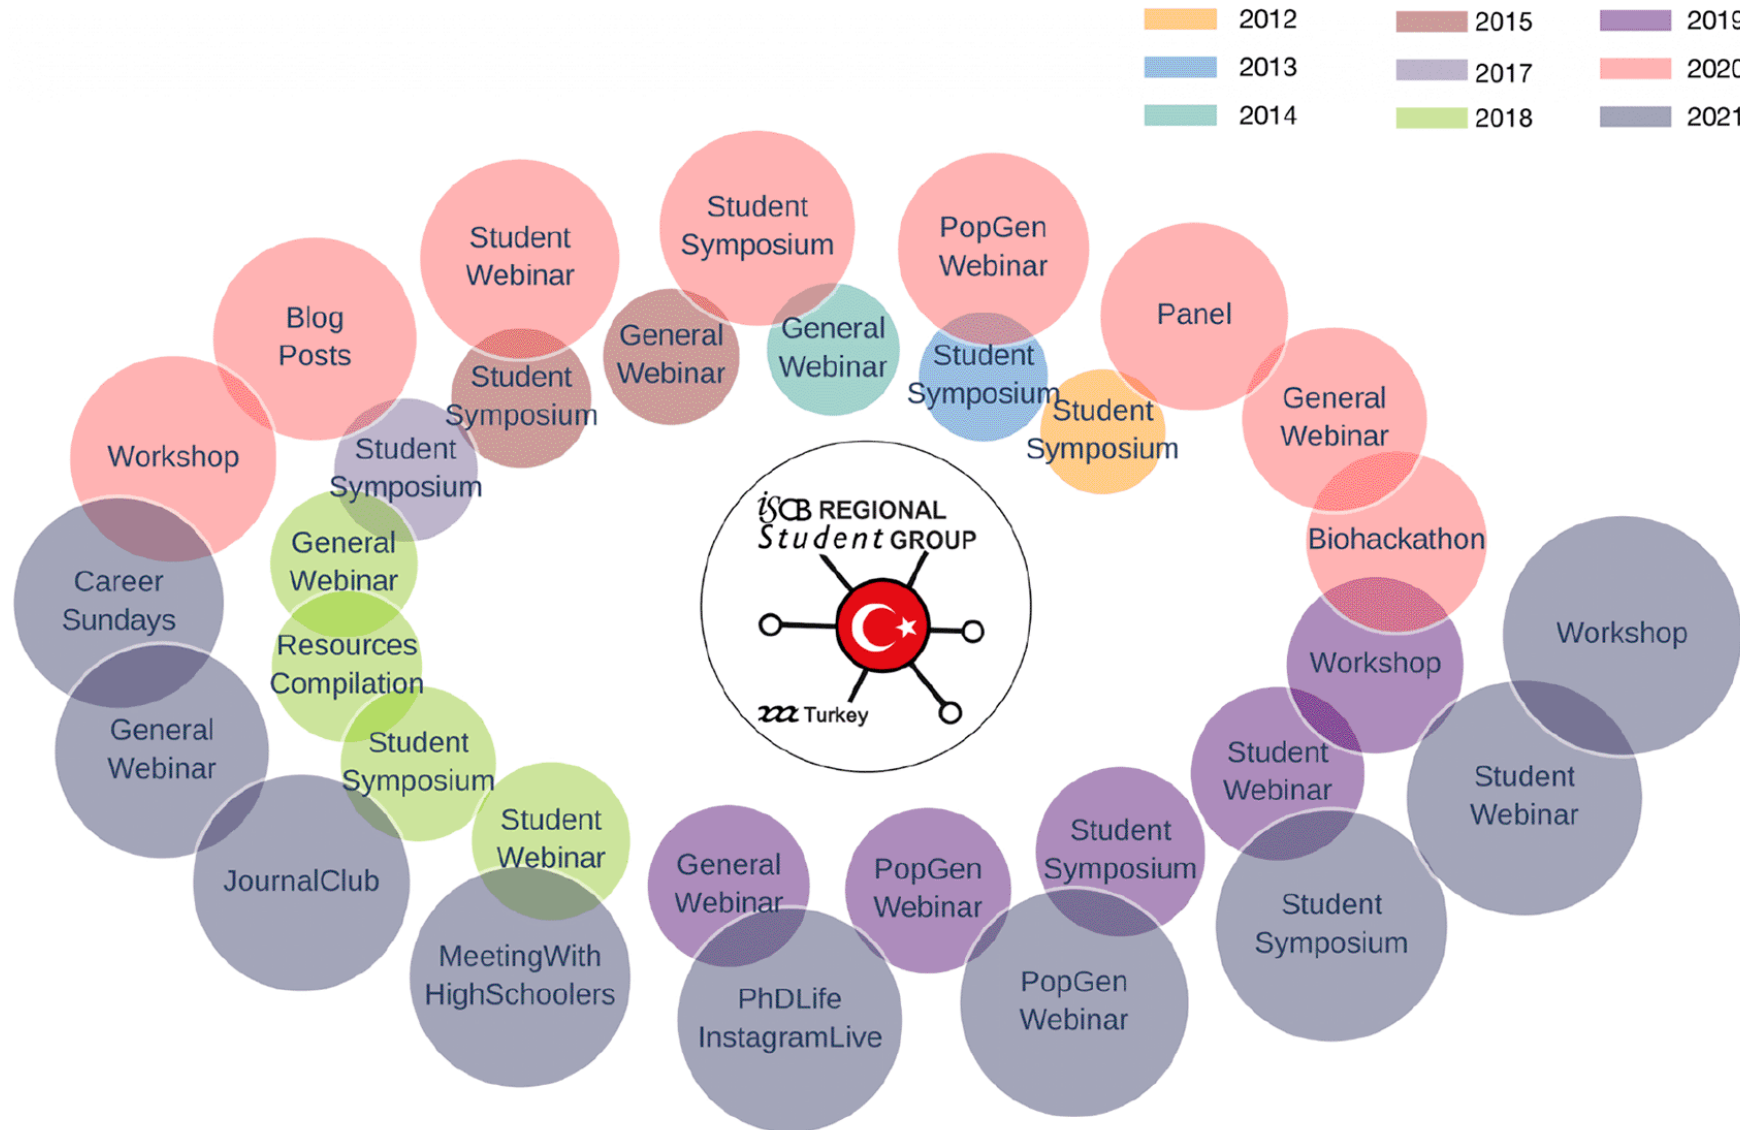 2012
2015
2019
2013
2017
2020
2014
2018
2021
Student
Symposium
PopGen
Webinar
Student
Webinar
Panel
Blog
Posts
General
Webinar
General
Webinar
Student
Symposium
Student
Symposium
Student
Symposium
General
Webinar
Workshop
Student
Symposium
iSCB REGIONAL
Student GROUP
Turkey
Biohackathon
General
Webinar
Career
Sundays
Resources
Compilation
Workshop
Workshop
General
Webinar
Student
Symposium
Student
Webinar
Student
Webinar
Student
Webinar
General
Webinar
PopGen
Webinar
Student
Symposium
JournalClub
Student
Symposium
MeetingWith
HighSchoolers
PhDLife
InstagramLive
PopGen
Webinar